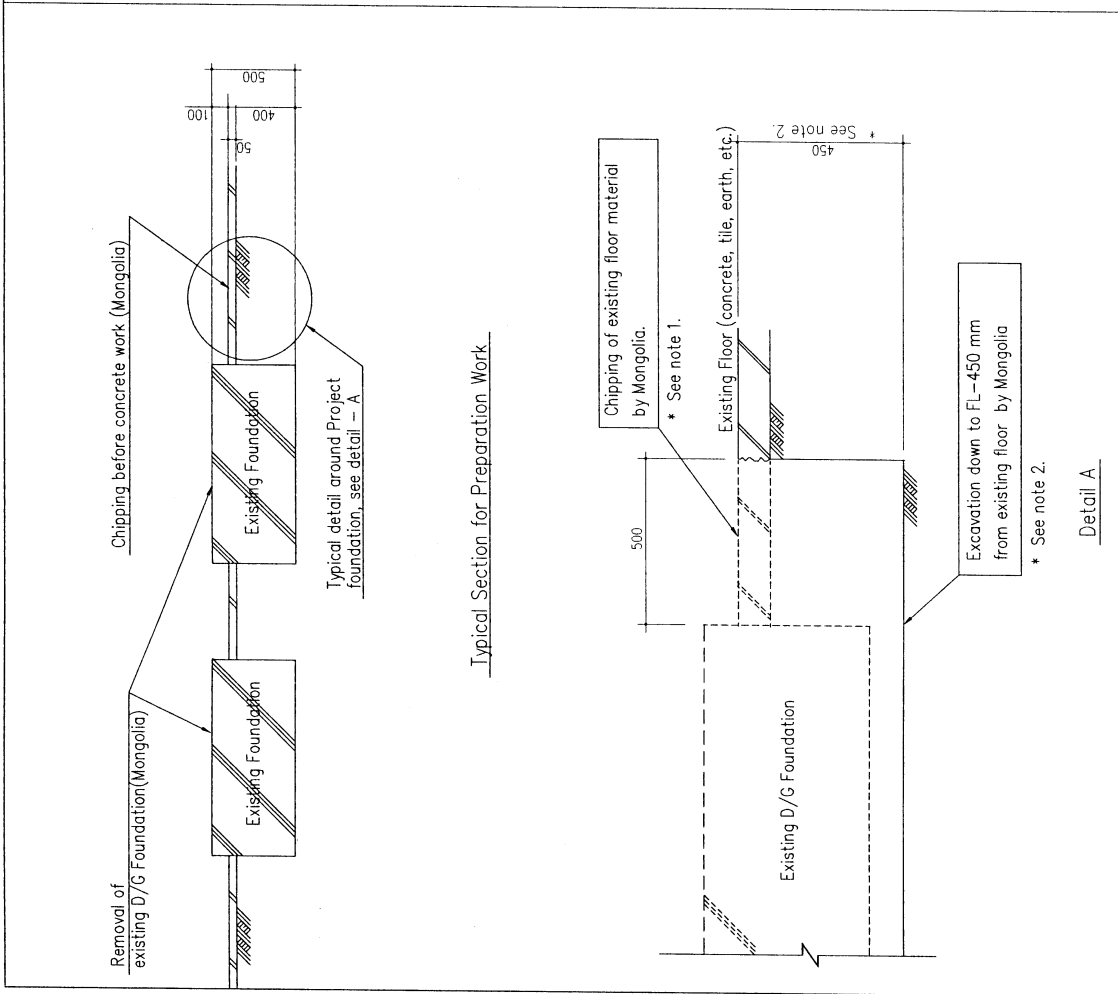 Removal of
existing D/G Foundation(Mongolia)
Chipping before concrete work (Mongolia)
100
500
400
50
Existing Foundation
Existing Foundation
Typical detail around Project
foundation, see detail – A
Typical Section for Preparation Work
Chipping of existing floor material
by Mongolia.
* See note 1.
Existing Floor (concrete, tile, earth, etc.)
500
450
* See note 2.
Existing D/G Foundation
Excavation down to FL–450 mm
from existing floor by Mongolia
* See note 2.
Detail A